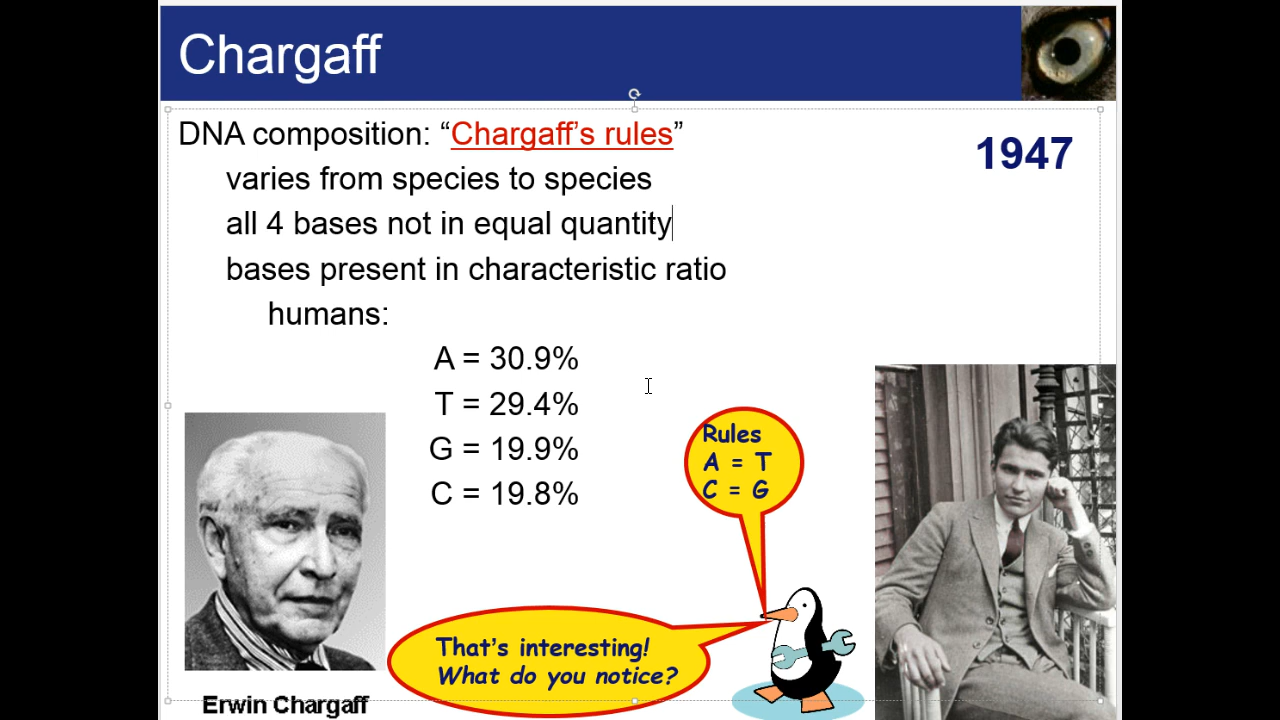 Chargaff
DNA composition: “Chargaff’s rules”
1947
varies from species to species
all 4 bases not in equal quantity
bases present in characteristic ratio
humans:
A = 30.9%
T = 29.4%
G = 19.9%
C = 19.8%
Rules
A = T
C = G
That’s interesting!
What do you notice?
Erwin Chargaff